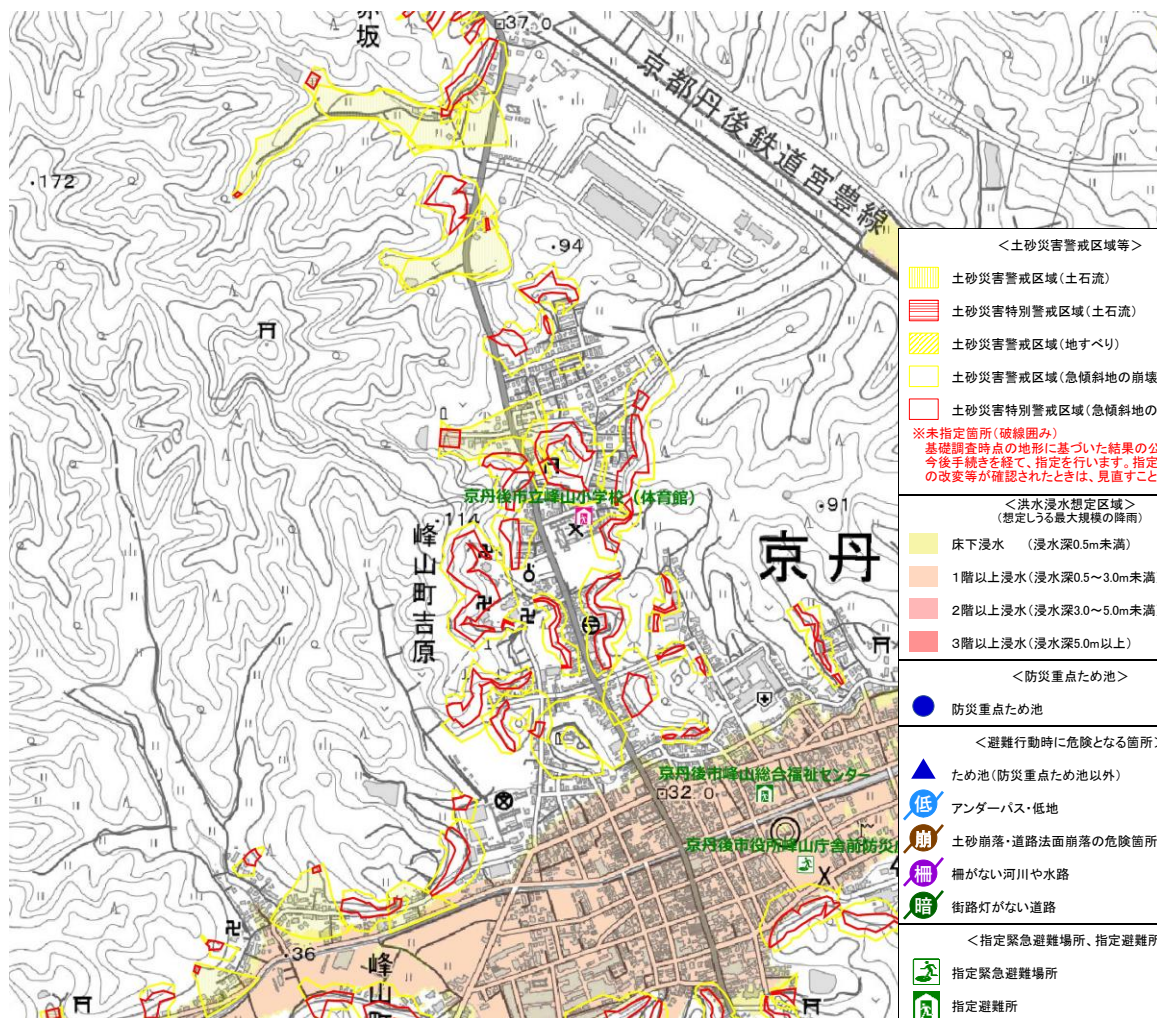 赤坂
37.0
京都丹後鉄道宮豊線
50
・172
・94
京丹後市立峰山小学校（体育館）
・114
・91
峰山町吉原
京丹
50
京丹後市峰山総合福祉センター
32.0
京丹後市役所峰山庁舎前防災
・36
峰山町
＜土砂災害警戒区域等＞
土砂災害警戒区域（土石流）
土砂災害特別警戒区域（土石流）
土砂災害警戒区域（地すべり）
土砂災害警戒区域（急傾斜地の崩壊
土砂災害特別警戒区域（急傾斜地の
※未指定箇所（破線囲み）
基礎調査時点の地形に基づいた結果の公
今後手続きを経て、指定を行います。指定
の改変等が確認されたときは、見直すこと
＜洪水浸水想定区域＞
（想定しうる最大規模の降雨）
床下浸水　（浸水深0.5m未満）
1階以上浸水（浸水深0.5～3.0m未満
2階以上浸水（浸水深3.0～5.0m未満
3階以上浸水（浸水深5.0m以上）
＜防災重点ため池＞
防災重点ため池
＜避難行動時に危険となる箇所＞
ため池（防災重点ため池以外）
低 アンダーパス・低地
崩 土砂崩落・道路法面崩落の危険箇所
柵 柵がない河川や水路
暗 街路灯がない道路
＜指定緊急避難場所、指定避難所
指定緊急避難場所
指定避難所